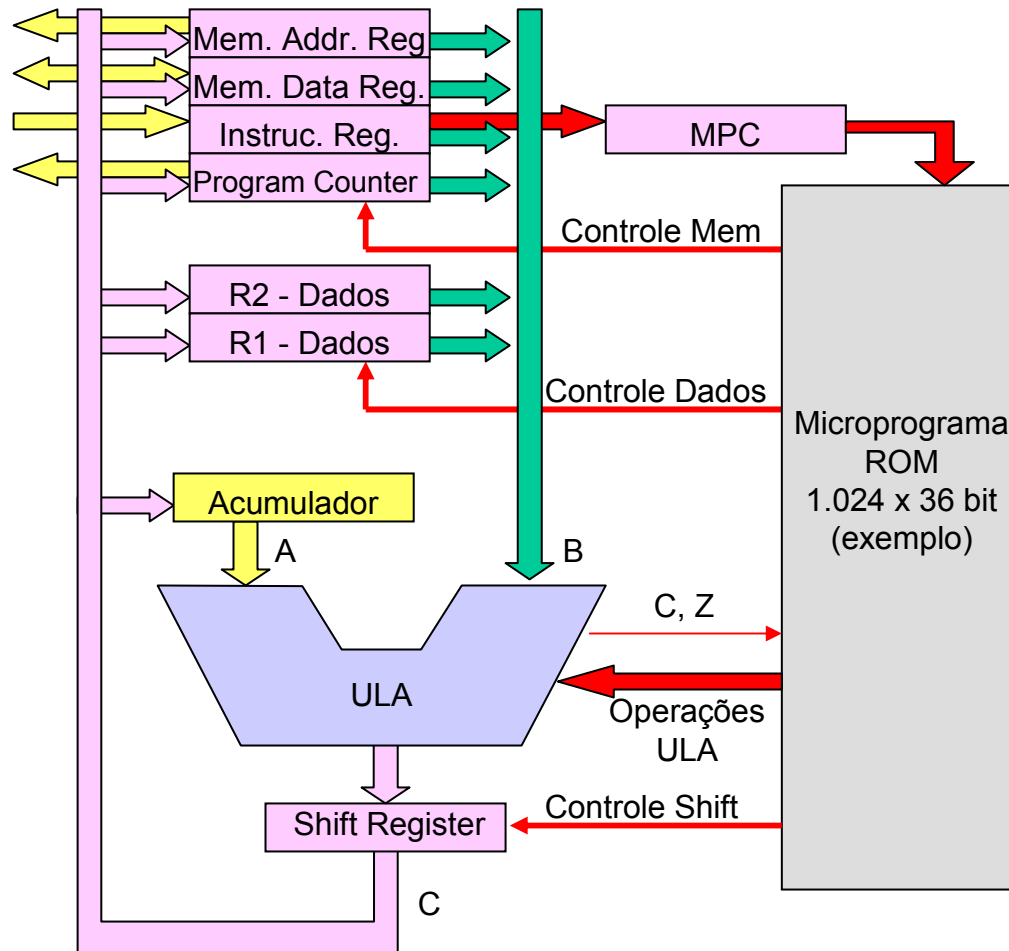 Mem. Addr. Reg
Mem. Data Reg.
Instruc. Reg.
MPC
Program Counter
Controle Mem
R2 - Dados
R1 - Dados
Controle Dados
Microprograma
ROM
1.024 x 36 bit
(exemplo)
Acumulador
A
B
C, Z
ULA
Operações
ULA
Controle Shift
Shift Register
C